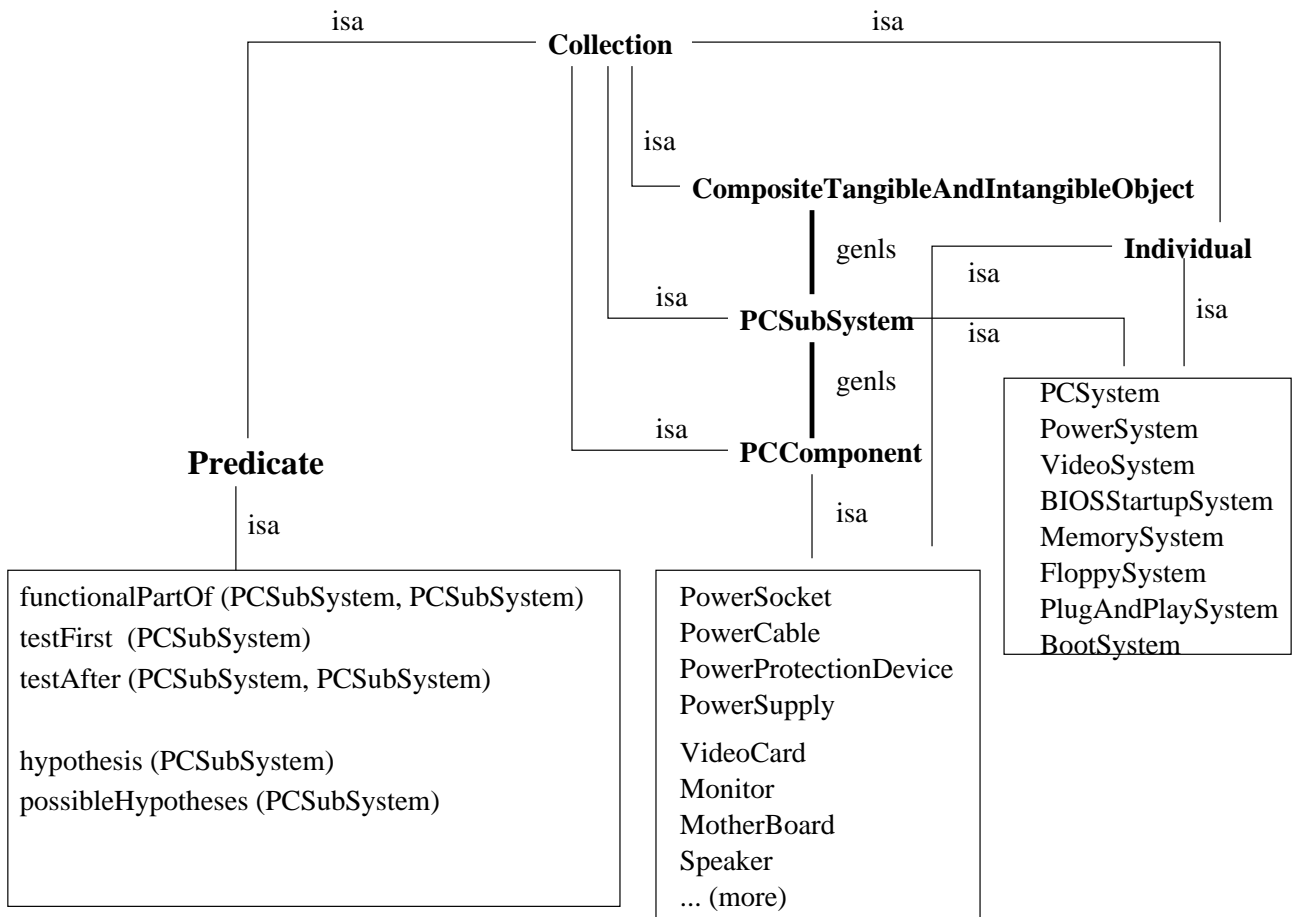 isa
isa
Collection
isa
CompositeTangibleAndIntangibleObject
genls
Individual
isa
isa
isa
PCSubSystem
isa
genls
PCSystem
PowerSystem
VideoSystem
BIOSStartupSystem
MemorySystem
FloppySystem
PlugAndPlaySystem
BootSystem
isa
PCComponent
Predicate
isa
isa
functionalPartOf (PCSubSystem, PCSubSystem)
testFirst (PCSubSystem)
testAfter (PCSubSystem, PCSubSystem)
hypothesis (PCSubSystem)
possibleHypotheses (PCSubSystem)
PowerSocket
PowerCable
PowerProtectionDevice
PowerSupply
VideoCard
Monitor
MotherBoard
Speaker
... (more)